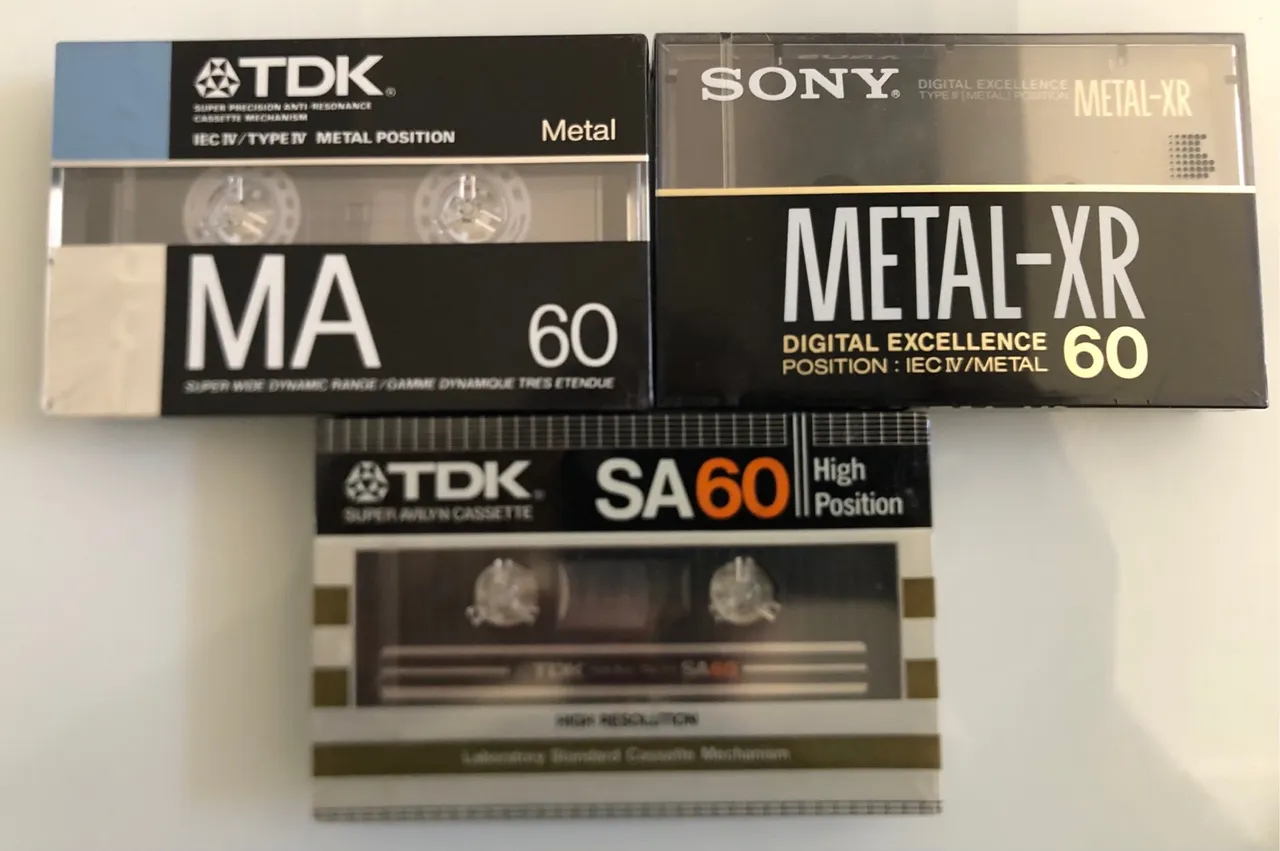 TDK®
SUPER PRECISION ANTI-RESONANCE
CASSETTE MECHANISM
IEC IV/TYPE IV METAL POSITION
Metal
MA
60
SUPER WIDE DYNAMIC RANGE/GAMME DYNAMIQUE TRES ETENDUE
SONY®
DIGITAL EXCELLENCE
TYPE IV (METAL) POSITION
METAL-XR
METAL-XR
DIGITAL EXCELLENCE
POSITION : IEC IV/METAL
60
TDK®
SUPER AVILYN CASSETTE
SA60
High
Position
TDK
SA60
HIGH RESOLUTION
Laboratory Standard Cassette Mechanism